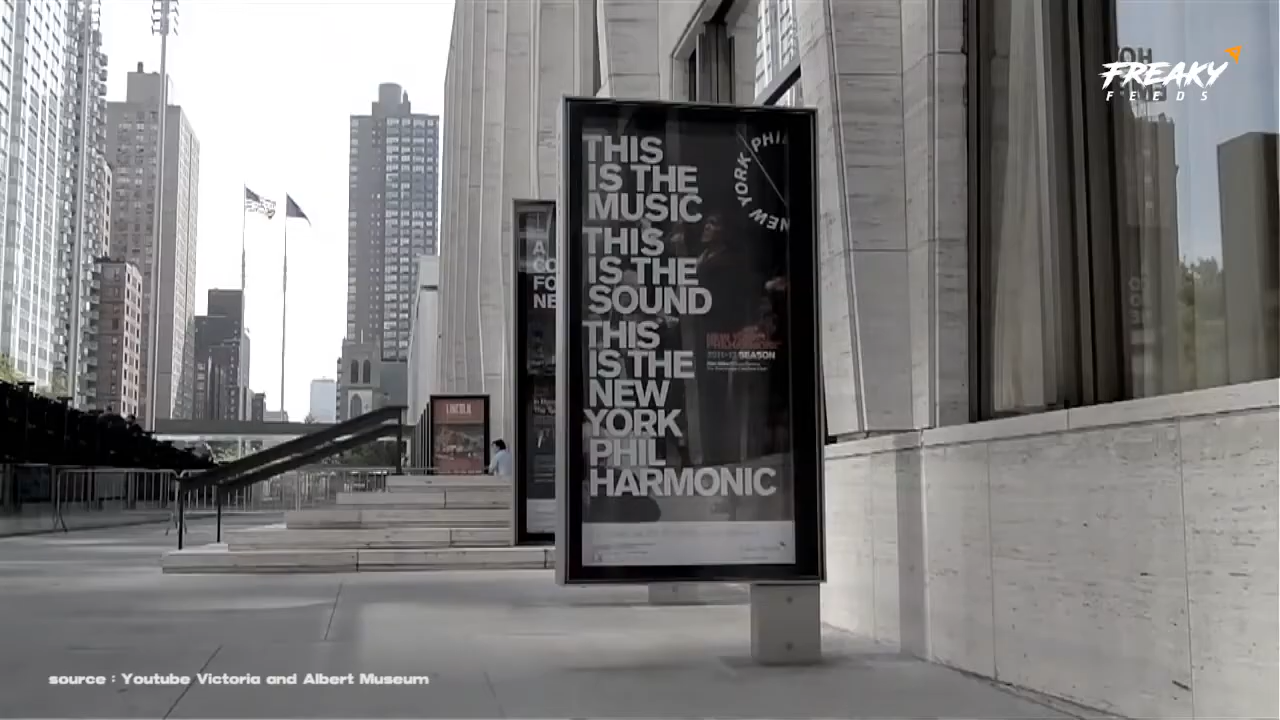 FREAKY
FEEDS
THIS
IS THE
MUSIC
THIS
IS THE
SOUND
THIS
IS THE
NEW
YORK
PHIL
HARMONIC
NEW YORK PHIL
SEASON
LINCOLN
source : Youtube Victoria and Albert Museum